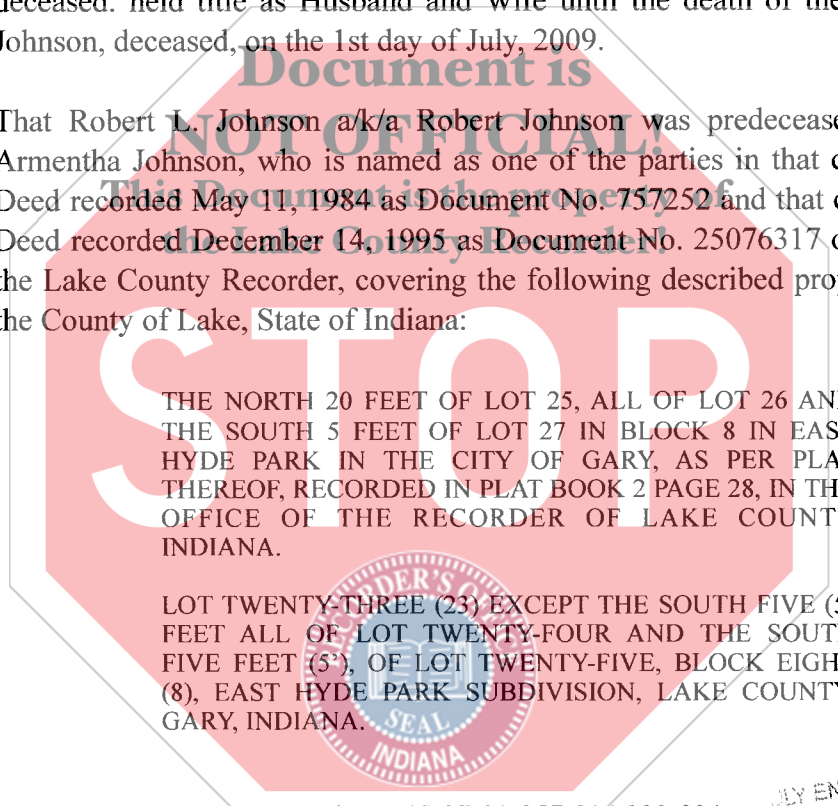 deceased. held title as Husband and Wife until the death of the
Johnson, deceased, on the 1st day of July, 2009.
Document is
That Robert L. Johnson a/k/a Robert Johnson was predecease
NOT OFFICIAL!
Armentha Johnson, who is named as one of the parties in that
This Document is the property of
Deed recorded May 11, 1984 as Document No. 757252 and that
the Lake County Recorder!
Deed recorded December 14, 1995 as Document No. 25076317
the Lake County Recorder, covering the following described pro
the County of Lake, State of Indiana:
STOP
THE NORTH 20 FEET OF LOT 25, ALL OF LOT 26 AN
THE SOUTH 5 FEET OF LOT 27 IN BLOCK 8 IN EAS
HYDE PARK IN THE CITY OF GARY, AS PER PLA
THEREOF, RECORDED IN PLAT BOOK 2 PAGE 28, IN TH
OFFICE OF THE RECORDER OF LAKE COUNT
INDIANA.
RECORDER'S OFFICE
LOT TWENTY-THREE (23) EXCEPT THE SOUTH FIVE (5
FEET ALL OF LOT TWENTY-FOUR AND THE SOUT
FIVE FEET (5'), OF LOT TWENTY-FIVE, BLOCK EIGH
(8), EAST HYDE PARK SUBDIVISION, LAKE COUNTY
GARY, INDIANA.
SEAL
INDIANA